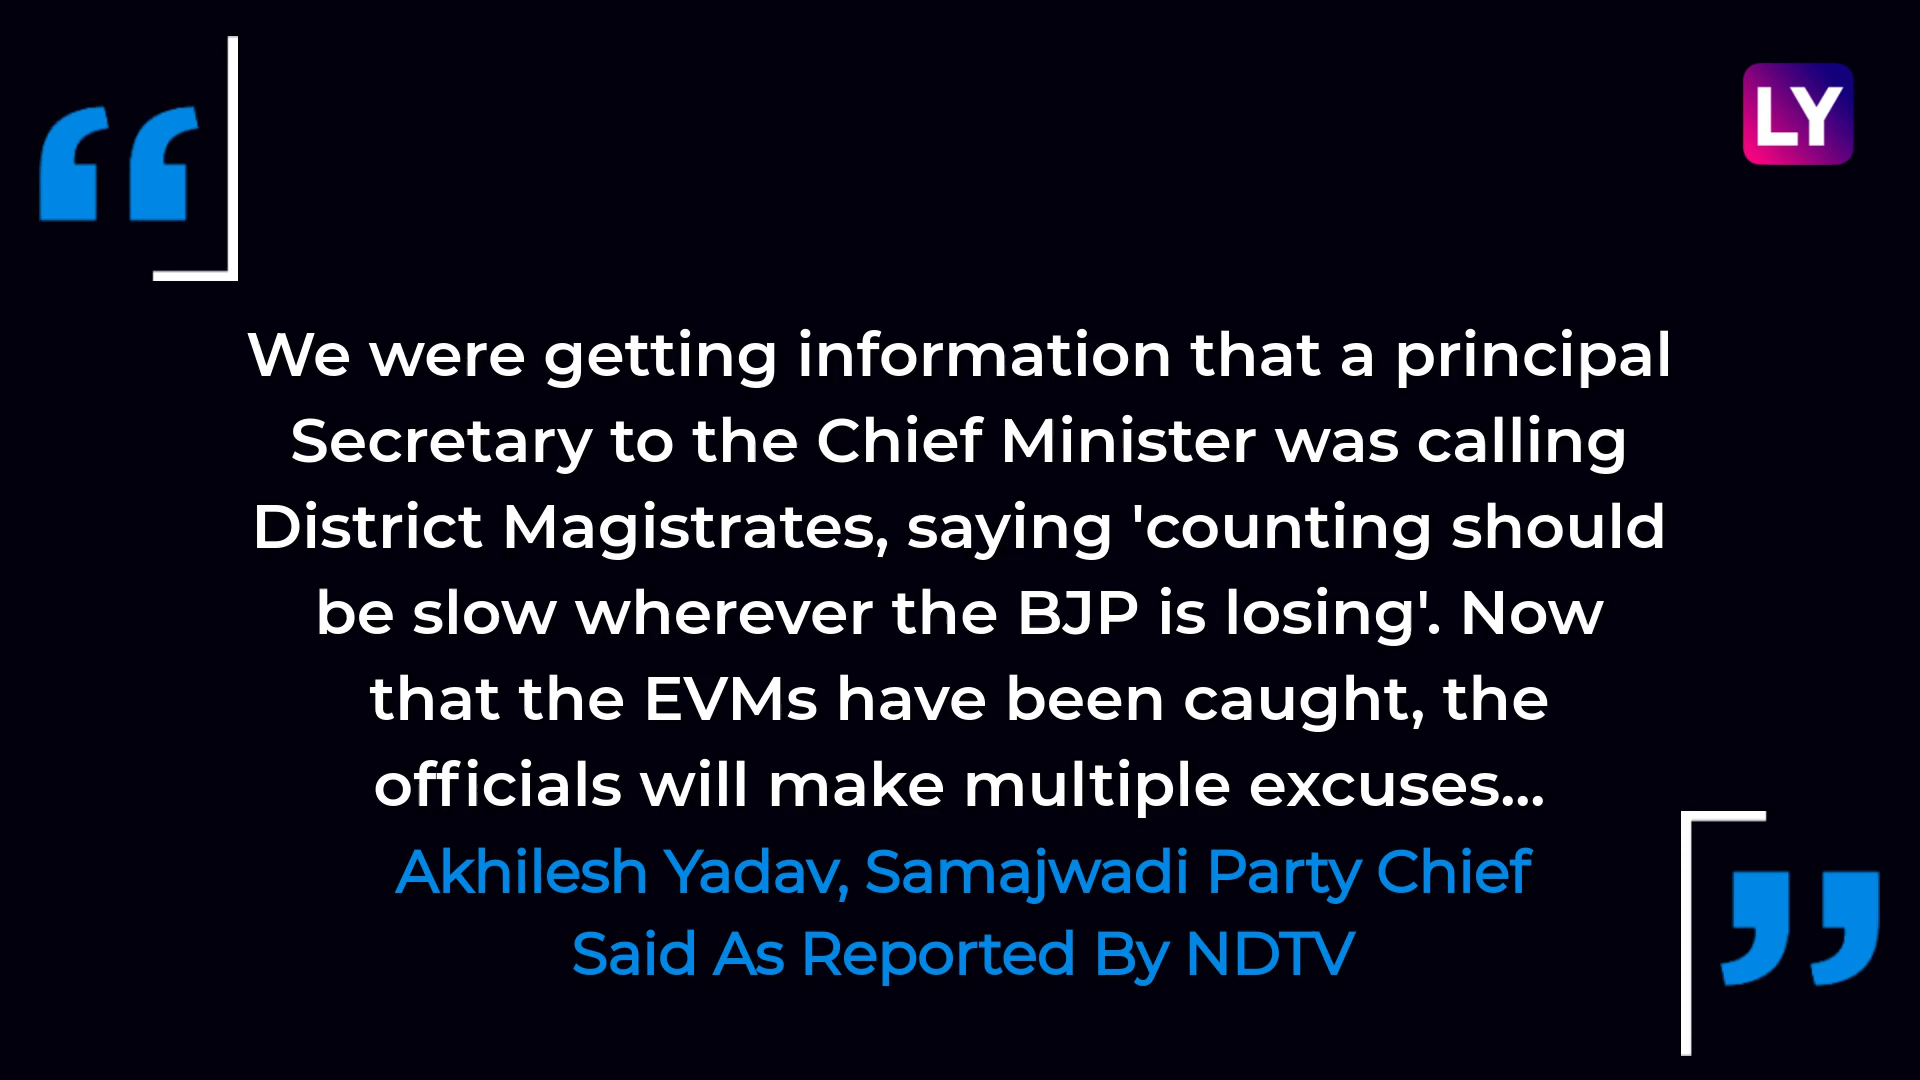 LY
We were getting information that a principal
Secretary to the Chief Minister was calling
District Magistrates, saying 'counting should
be slow wherever the BJP is losing'. Now
that the EVMs have been caught, the
officials will make multiple excuses...
Akhilesh Yadav, Samajwadi Party Chief
Said As Reported By NDTV